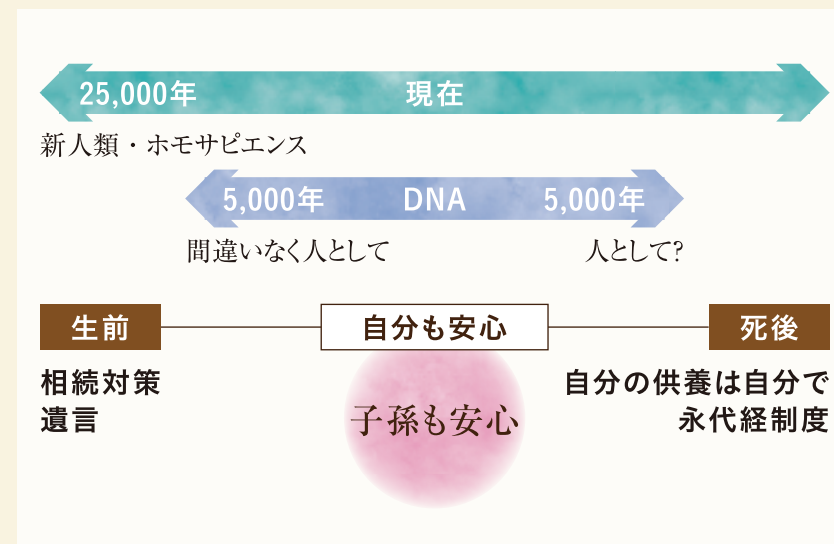 25,000年 現在
新人類・ホモサピエンス
5,000年 DNA 5,000年
間違いなく人として 人として?
生前 自分も安心 死後
相続対策
遺言
子孫も安心
自分の供養は自分で
永代経制度